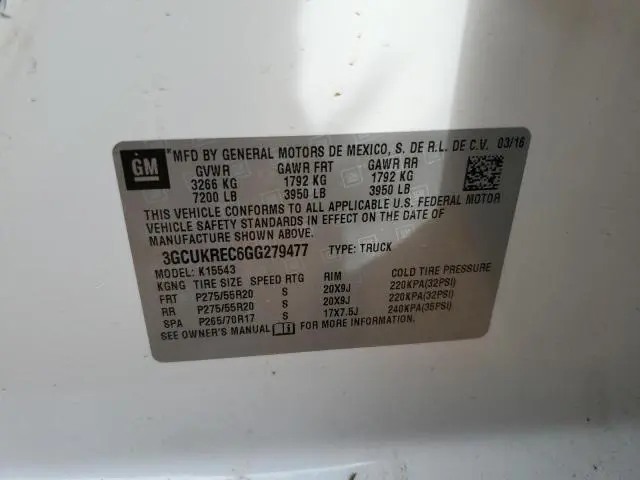 GM
*MFD BY GENERAL MOTORS DE MEXICO, S. DE R.L. DE C.V. 03/16
GVWR GAWR FRT GAWR RR
3266 KG 1792 KG 1792 KG
7200 LB 3950 LB 3950 LB
THIS VEHICLE CONFORMS TO ALL APPLICABLE U.S. FEDERAL MOTOR
VEHICLE SAFETY STANDARDS IN EFFECT ON THE DATE OF
MANUFACTURE SHOWN ABOVE.
3GCUKREC6GG279477 TYPE: TRUCK
MODEL: K15543
KGNG TIRE SIZE SPEED RTG RIM COLD TIRE PRESSURE
FRT P275/55R20 S 20X9J 220KPA(32PSI)
RR P275/55R20 S 20X9J 220KPA(32PSI)
SPA P265/70R17 S 17X7.5J 240KPA(35PSI)
SEE OWNER'S MANUAL FOR MORE INFORMATION.